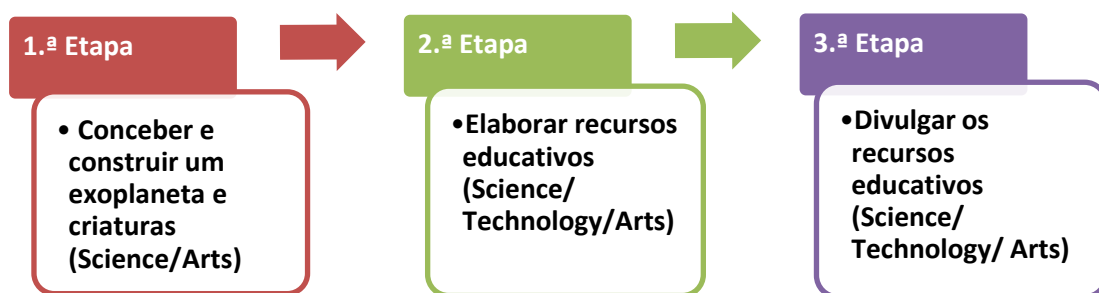 1.ª Etapa
• Conceber e
construir um
exoplaneta e
criaturas
(Science/Arts)
2.ª Etapa
•Elaborar recursos
educativos
(Science/
Technology/Arts)
3.ª Etapa
•Divulgar os
recursos
educativos
(Science/
Technology/ Arts)